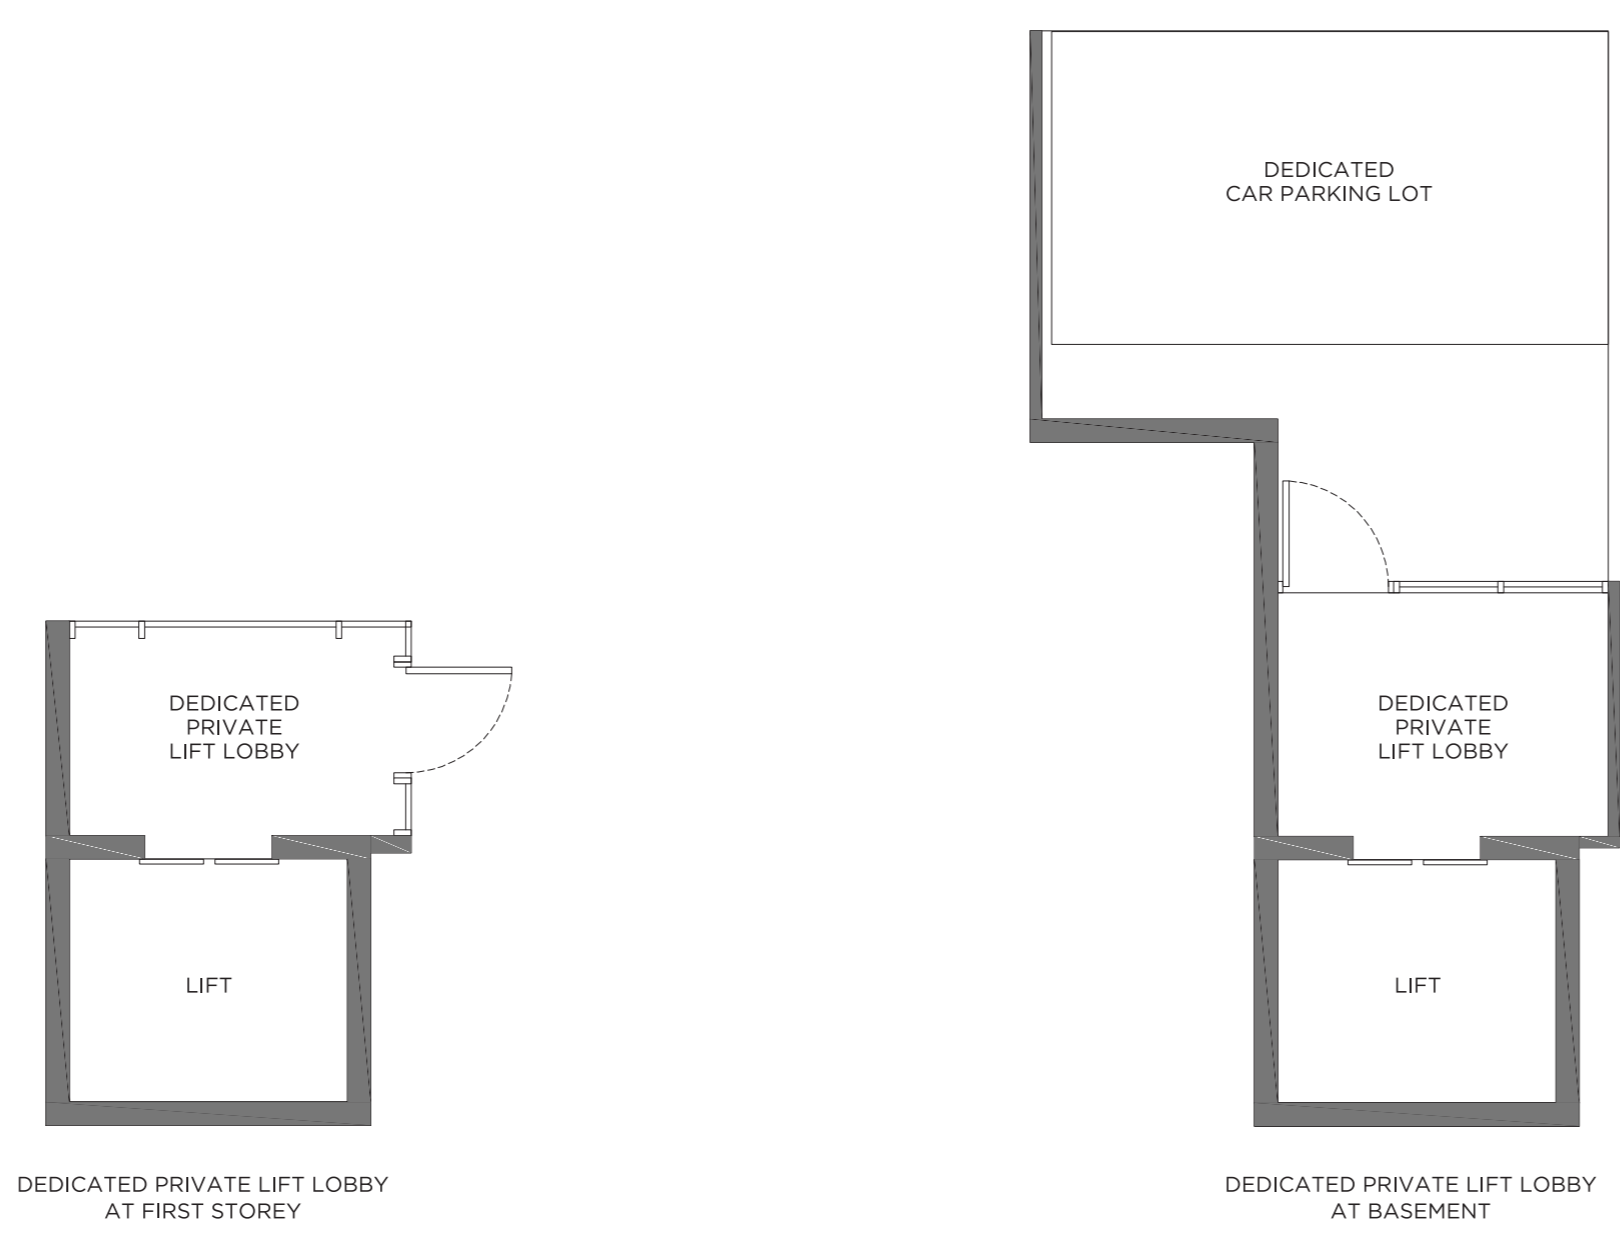 DEDICATED
PRIVATE
LIFT LOBBY
LIFT
DEDICATED PRIVATE LIFT LOBBY
AT FIRST STOREY
DEDICATED
CAR PARKING LOT
DEDICATED
PRIVATE
LIFT LOBBY
LIFT
DEDICATED PRIVATE LIFT LOBBY
AT BASEMENT